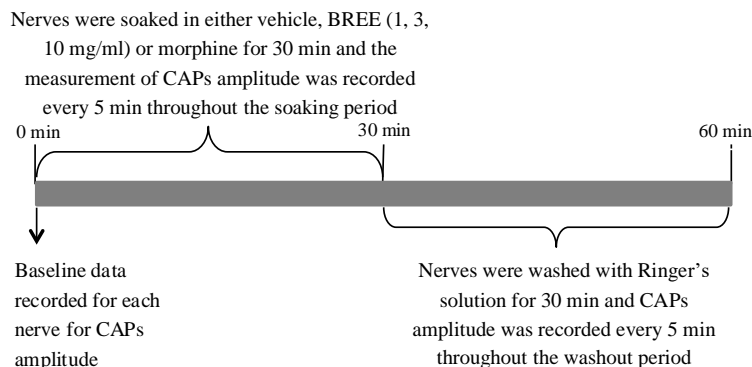 Nerves were soaked in either vehicle, BREE (1, 3,
10 mg/ml) or morphine for 30 min and the
measurement of CAPs amplitude was recorded
every 5 min throughout the soaking period
0 min
30 min
60 min
Baseline data
recorded for each
nerve for CAPs
amplitude
Nerves were washed with Ringer’s
solution for 30 min and CAPs
amplitude was recorded every 5 min
throughout the washout period